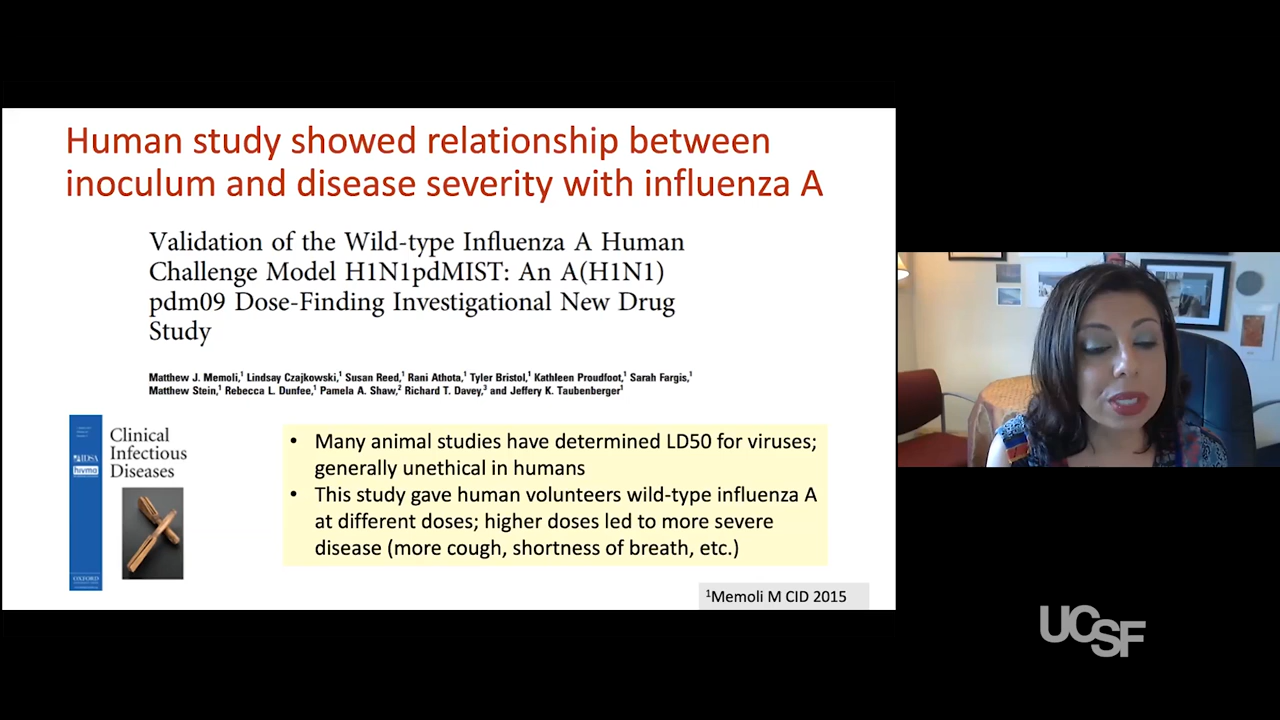 Human study showed relationship between
inoculum and disease severity with influenza A
Validation of the Wild-type Influenza A Human
Challenge Model H1N1pdMIST: An A(H1N1)
pdm09 Dose-Finding Investigational New Drug
Study
Matthew J. Memoli,¹ Lindsay Czajkowski,¹ Susan Reed,¹ Rani Athota,¹ Tyler Bristol,¹ Kathleen Proudfoot,¹ Sarah Fargis,¹
Matthew Stein,¹ Rebecca L. Dunfee,¹ Pamela A. Shaw,² Richard T. Davey,³ and Jeffery K. Taubenberger¹
Clinical
Infectious
Diseases
IDSA
hivma
OXFORD
• Many animal studies have determined LD50 for viruses;
generally unethical in humans
• This study gave human volunteers wild-type influenza A
at different doses; higher doses led to more severe
disease (more cough, shortness of breath, etc.)
¹Memoli M CID 2015
UCSF